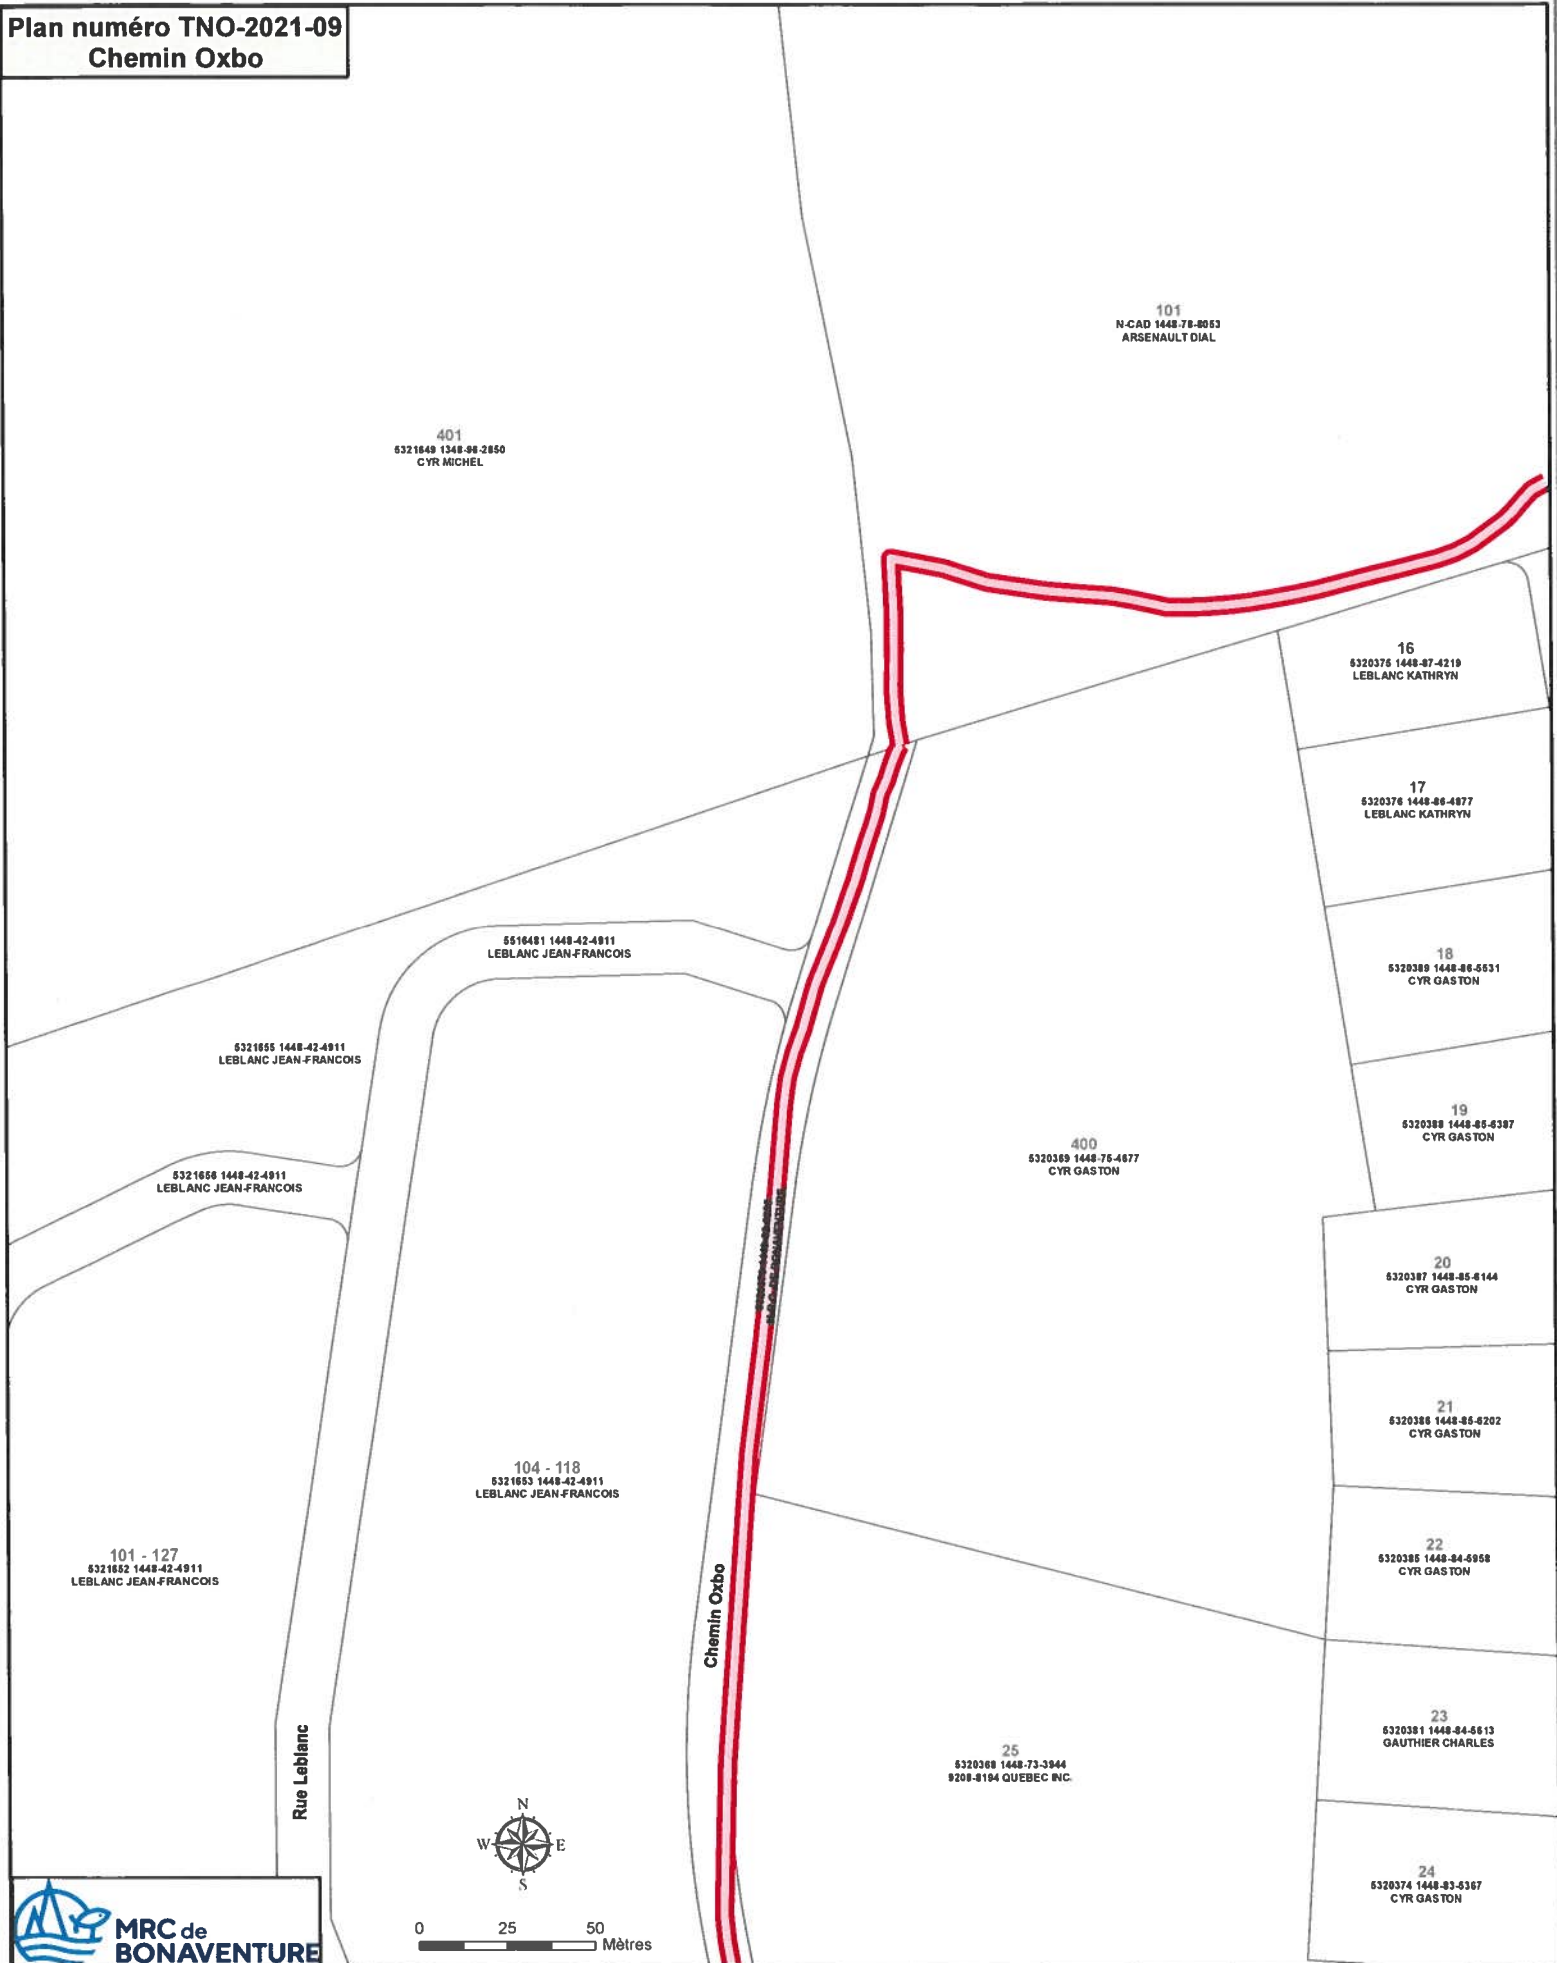 Plan numéro TNO-2021-09
Chemin Oxbo
101
N-CAD 1448-78-8053
ARSENAULT DIAL
401
5321649 1348-98-2850
CYR MICHEL
16
5320375 1448-87-4219
LEBLANC KATHRYN
17
5320376 1448-86-4877
LEBLANC KATHRYN
5516481 1448-42-4911
LEBLANC JEAN-FRANCOIS
18
5320389 1448-86-5531
CYR GASTON
5321655 1448-42-4911
LEBLANC JEAN-FRANCOIS
19
5320388 1448-85-6387
CYR GASTON
400
5320369 1448-75-4677
CYR GASTON
5321656 1448-42-4911
LEBLANC JEAN-FRANCOIS
M.R.C. DE BONAVENTURE
20
5320387 1448-85-6144
CYR GASTON
21
5320386 1448-85-6202
CYR GASTON
104 - 118
5321653 1448-42-4911
LEBLANC JEAN-FRANCOIS
22
5320385 1448-84-5958
CYR GASTON
101 - 127
5321652 1448-42-4911
LEBLANC JEAN-FRANCOIS
Chemin Oxbo
23
5320381 1448-84-5613
GAUTHIER CHARLES
25
5320368 1448-73-3944
9208-8194 QUEBEC INC.
Rue Leblanc
N
W E
S
24
5320374 1448-83-5367
CYR GASTON
MRC de
BONAVENTURE
0 25 50
Mètres